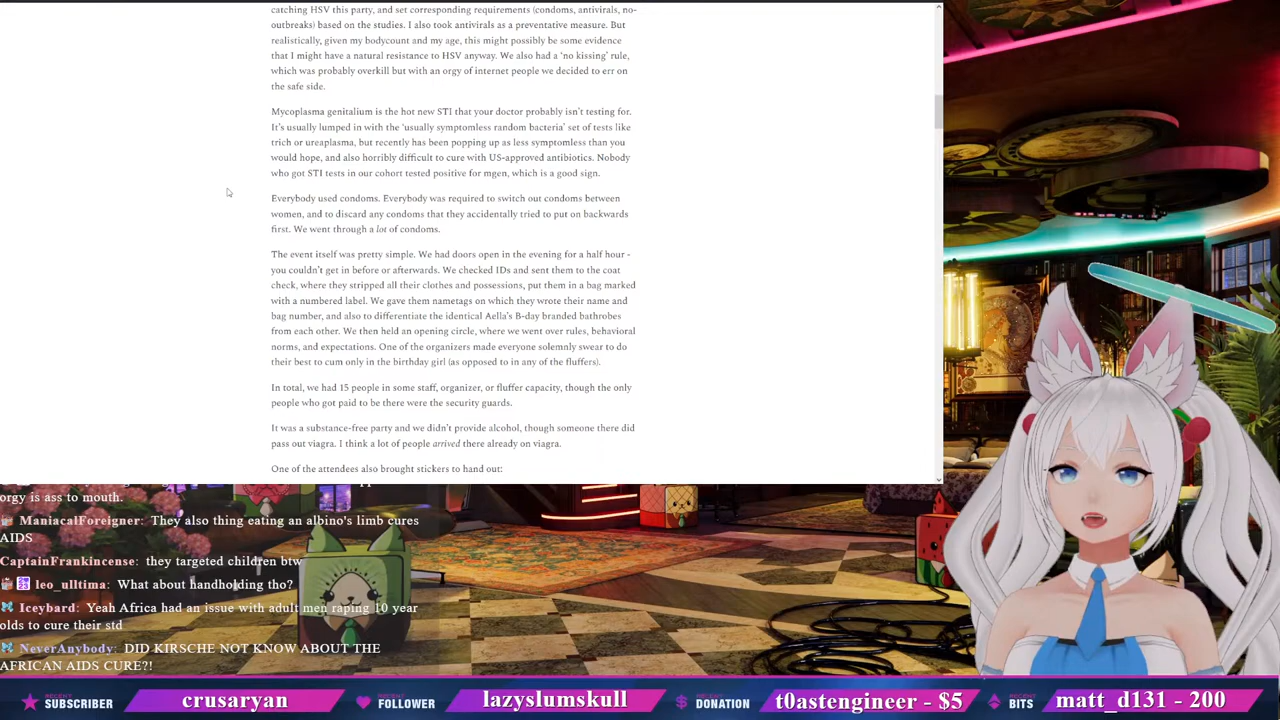 catching HSV this party, and set corresponding requirements (condoms, antivirals, no-
outbreaks) based on the studies. I also took antivirals as a preventative measure. But
realistically, given my bodycount and my age, this might possibly be some evidence
that I might have a natural resistance to HSV anyway. We also had a ‘no kissing’ rule,
which was probably overkill but with an orgy of internet people we decided to err on
the safe side.
Mycoplasma genitalium is the hot new STI that your doctor probably isn’t testing for.
It’s usually lumped in with the ‘usually symptomless random bacteria’ set of tests like
trich or ureaplasma, but recently has been popping up as less symptomless than you
would hope, and also horribly difficult to cure with US-approved antibiotics. Nobody
who got STI tests in our cohort tested positive for mgen, which is a good sign.
Everybody used condoms. Everybody was required to switch out condoms between
women, and to discard any condoms that they accidentally tried to put on backwards
first. We went through a lot of condoms.
The event itself was pretty simple. We had doors open in the evening for a half hour -
you couldn’t get in before or afterwards. We checked IDs and sent them to the coat
check, where they stripped all their clothes and possessions, put them in a bag marked
with a numbered label. We gave them nametags on which they wrote their name and
bag number, and also to differentiate the identical Aella’s B-day branded bathrobes
from each other. We then held an opening circle, where we went over rules, behavioral
norms, and expectations. One of the organizers made everyone solemnly swear to do
their best to cum only in the birthday girl (as opposed to in any of the fluffers).
In total, we had 15 people in some staff, organizer, or fluffer capacity, though the only
people who got paid to be there were the security guards.
It was a substance-free party and we didn’t provide alcohol, though someone there did
pass out viagra. I think a lot of people arrived there already on viagra.
One of the attendees also brought stickers to hand out:
orgy is ass to mouth.
ManiacalForeigner: They also thing eating an albino's limb cures
AIDS
CaptainFrankincense: they targeted children btw
leo_ulltima: What about handholding tho?
Iceybard: Yeah Africa had an issue with adult men raping 10 year
olds to cure their std
NeverAnybody: DID KIRSCHE NOT KNOW ABOUT THE
AFRICAN AIDS CURE?!
RECENT SUBSCRIBER crusaryan RECENT FOLLOWER lazyslumskull RECENT DONATION t0astengineer - $5 RECENT BITS matt_d131 - 200